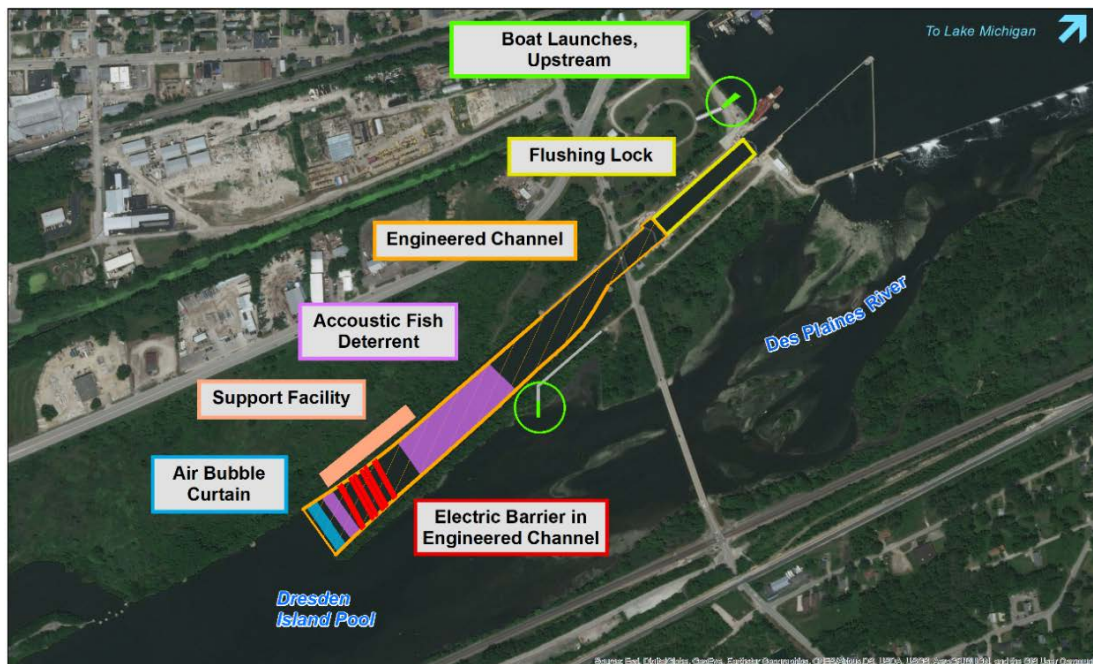 To Lake Michigan
Boat Launches,
Upstream
Flushing Lock
Engineered Channel
Accoustic Fish
Deterrent
Des Plaines River
Support Facility
Air Bubble
Curtain
Electric Barrier in
Engineered Channel
Dresden
Island Pool